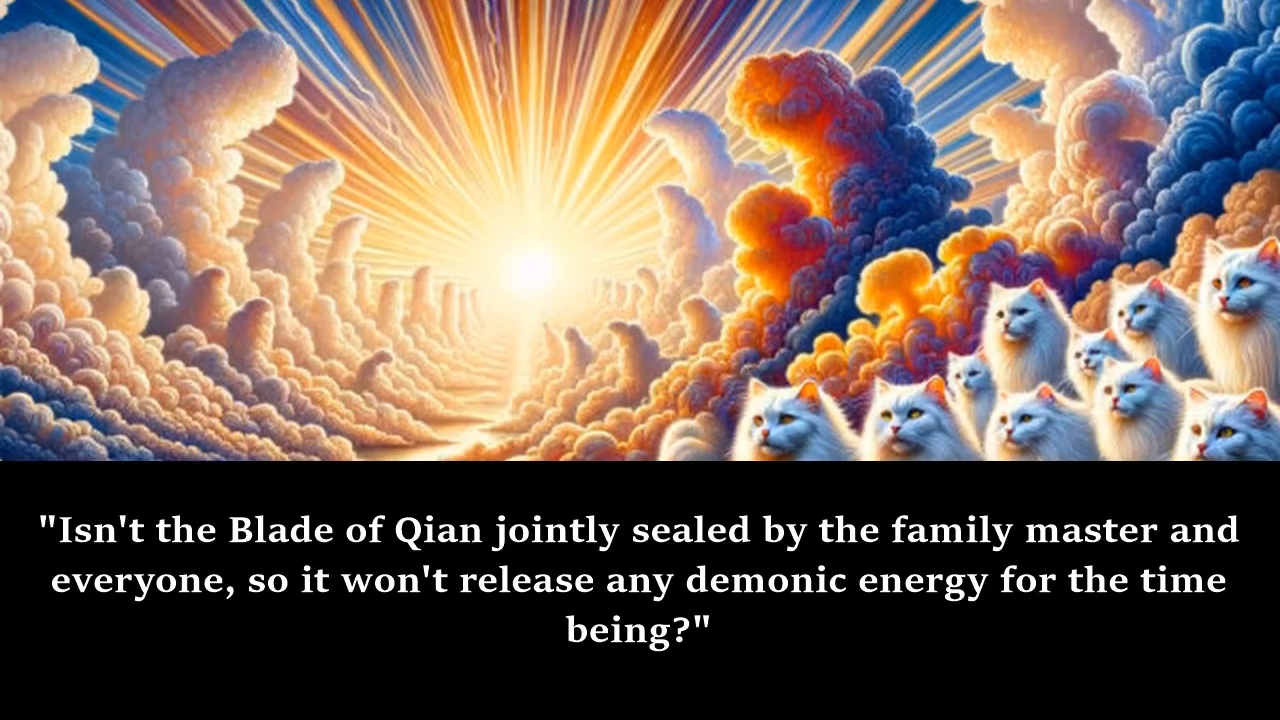 "Isn't the Blade of Qian jointly sealed by the family master and
everyone, so it won't release any demonic energy for the time
being?"